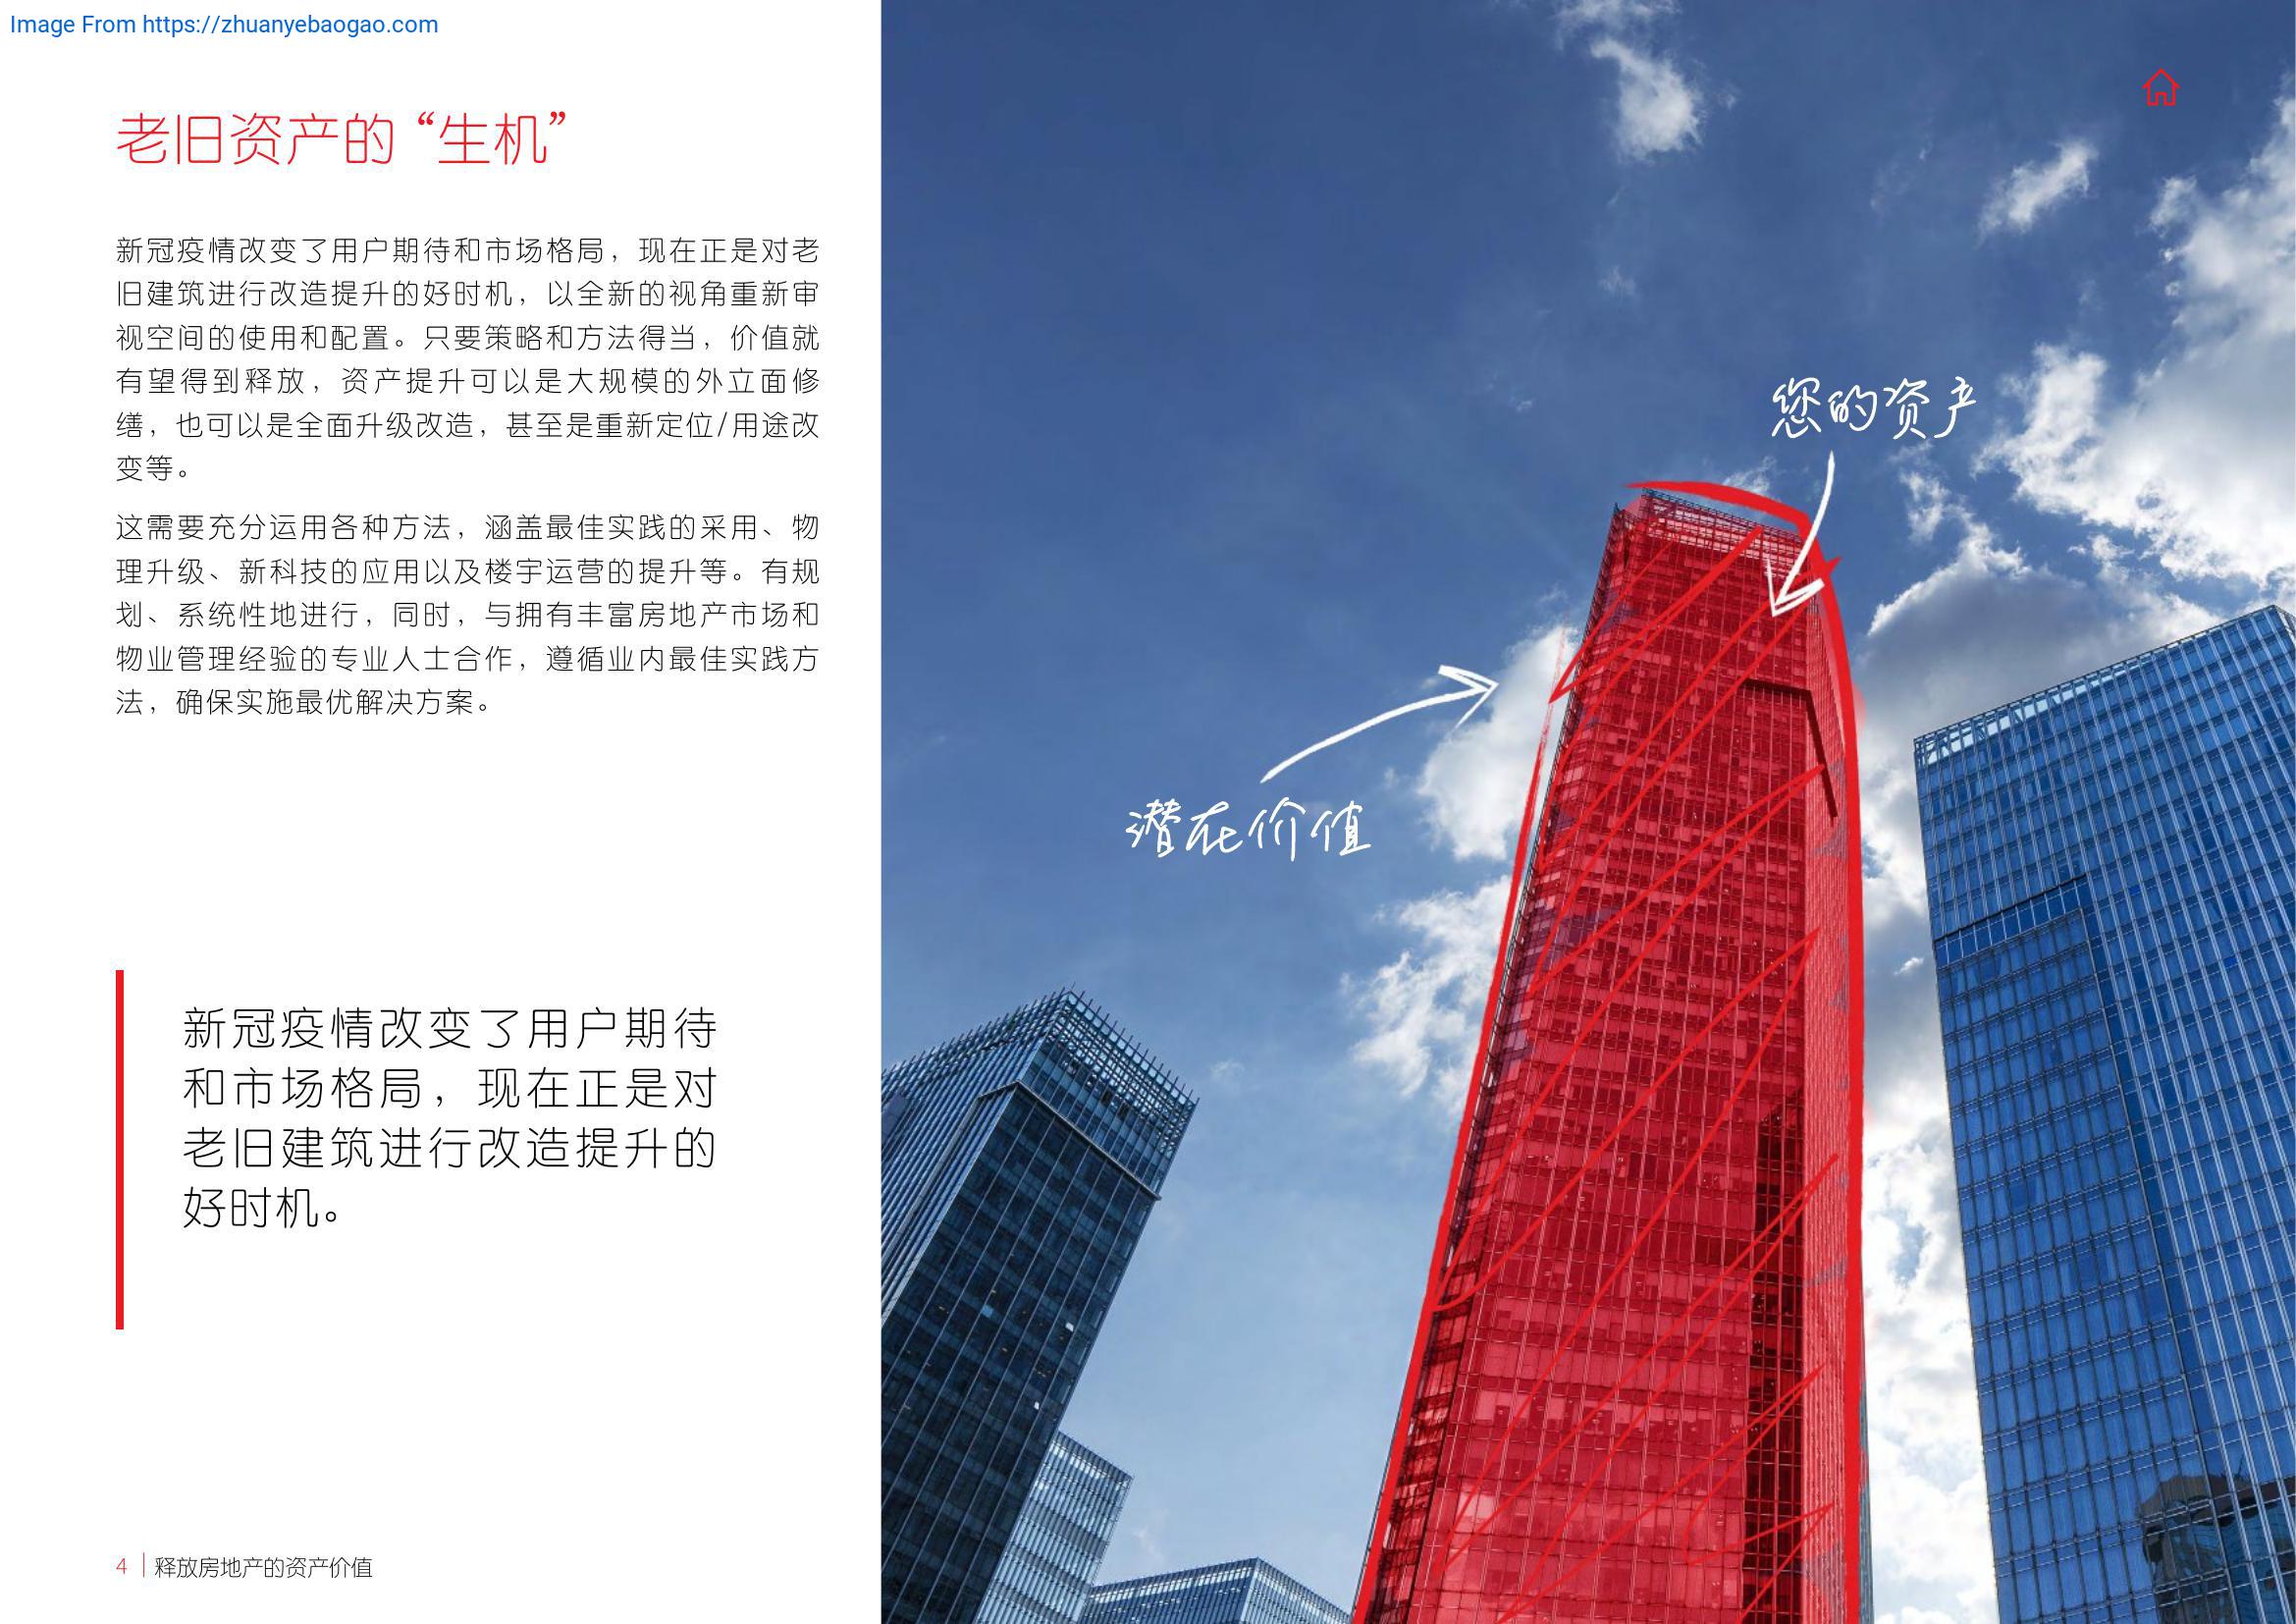 Image From https://zhuanyebaogao.com
老旧资产的“生机”
新冠疫情改变了用户期待和市场格局，现在正是对老
旧建筑进行改造提升的好时机，以全新的视角重新审
视空间的使用和配置。只要策略和方法得当，价值就
有望得到释放，资产提升可以是大规模的外立面修
缮，也可以是全面升级改造，甚至是重新定位/用途改
变等。
这需要充分运用各种方法，涵盖最佳实践的采用、物
理升级、新科技的应用以及楼宇运营的提升等。有规
划、系统性地进行，同时，与拥有丰富房地产市场和
物业管理经验的专业人士合作，遵循业内最佳实践方
法，确保实施最优解决方案。
新冠疫情改变了用户期待
和市场格局，现在正是对
老旧建筑进行改造提升的
好时机。
您的资产
潜在价值
4 | 释放房地产的资产价值